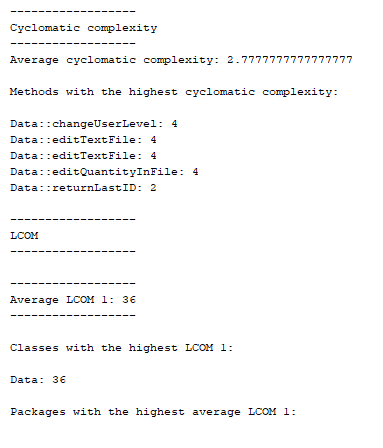 ------------------
Cyclomatic complexity
------------------
Average cyclomatic complexity: 2.7777777777777777
Methods with the highest cyclomatic complexity:
Data::changeUserLevel: 4
Data::editTextFile: 4
Data::editTextFile: 4
Data::editQuantityInFile: 4
Data::returnLastID: 2
------------------
LCOM
------------------
------------------
Average LCOM 1: 36
------------------
Classes with the highest LCOM 1:
Data: 36
Packages with the highest average LCOM 1: